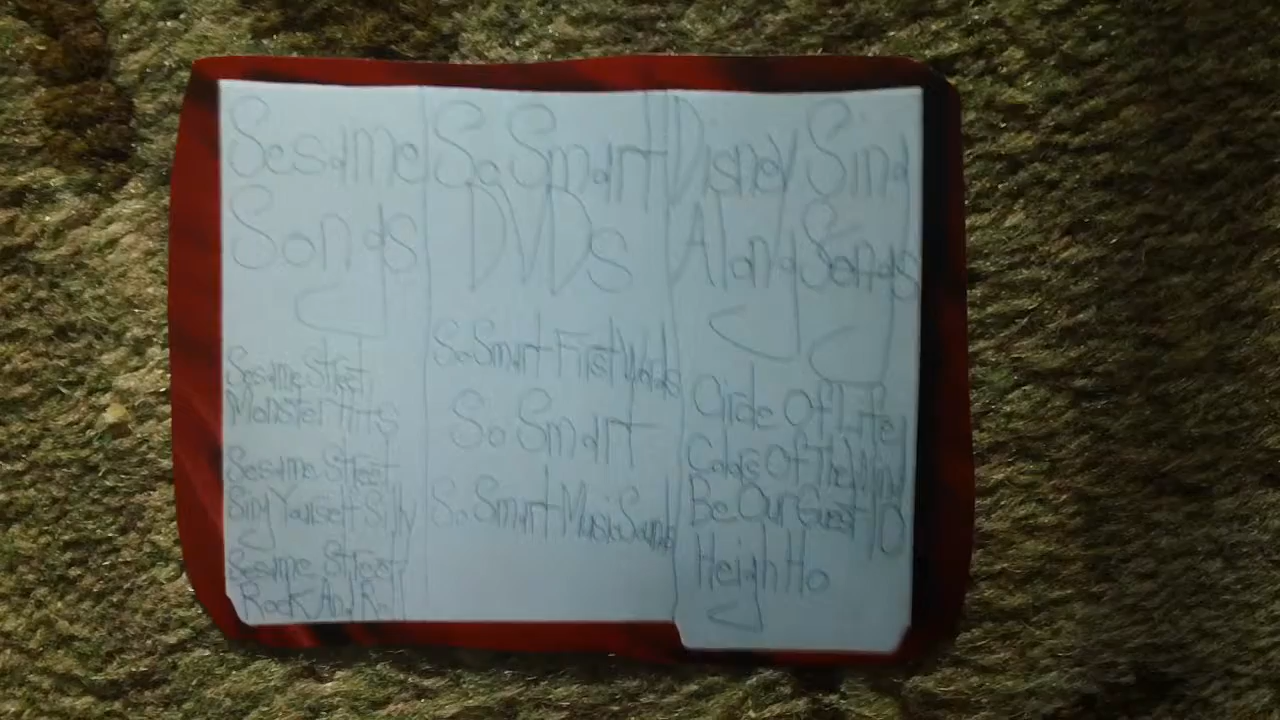 Sesame
Songs
Sesame Street
Monster Hits
Sesame Street
Sing Yourself Silly
Sesame Street
Rock And Roll
So Smart
DVDs
So Smart First Words
So Smart
So Smart Music Sounds
Disney Sing
Along Songs
Circle Of Life
Colors Of The Wind
Be Our Guest 10
Heigh Ho